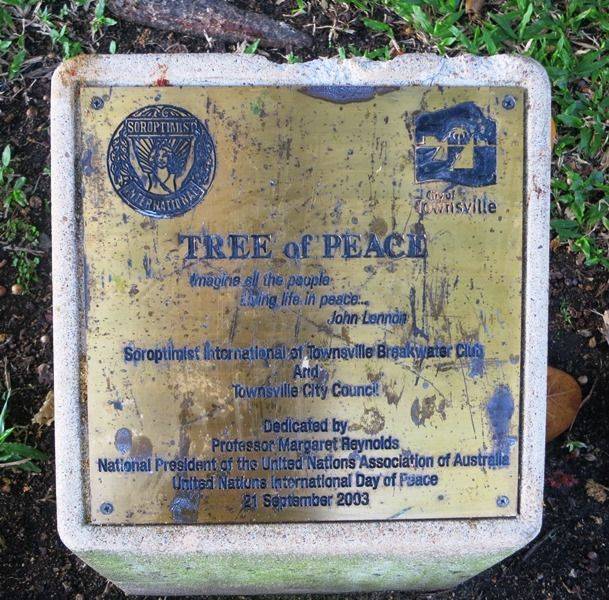 SOROPTIMIST
INTERNATIONAL
City of
Townsville
TREE of PEACE
Imagine all the people
Living life in peace...
John Lennon
Soroptimist International of Townsville Breakwater Club
And
Townsville City Council
Dedicated by
Professor Margaret Reynolds
National President of the United Nations Association of Australia
United Nations International Day of Peace
21 September 2003